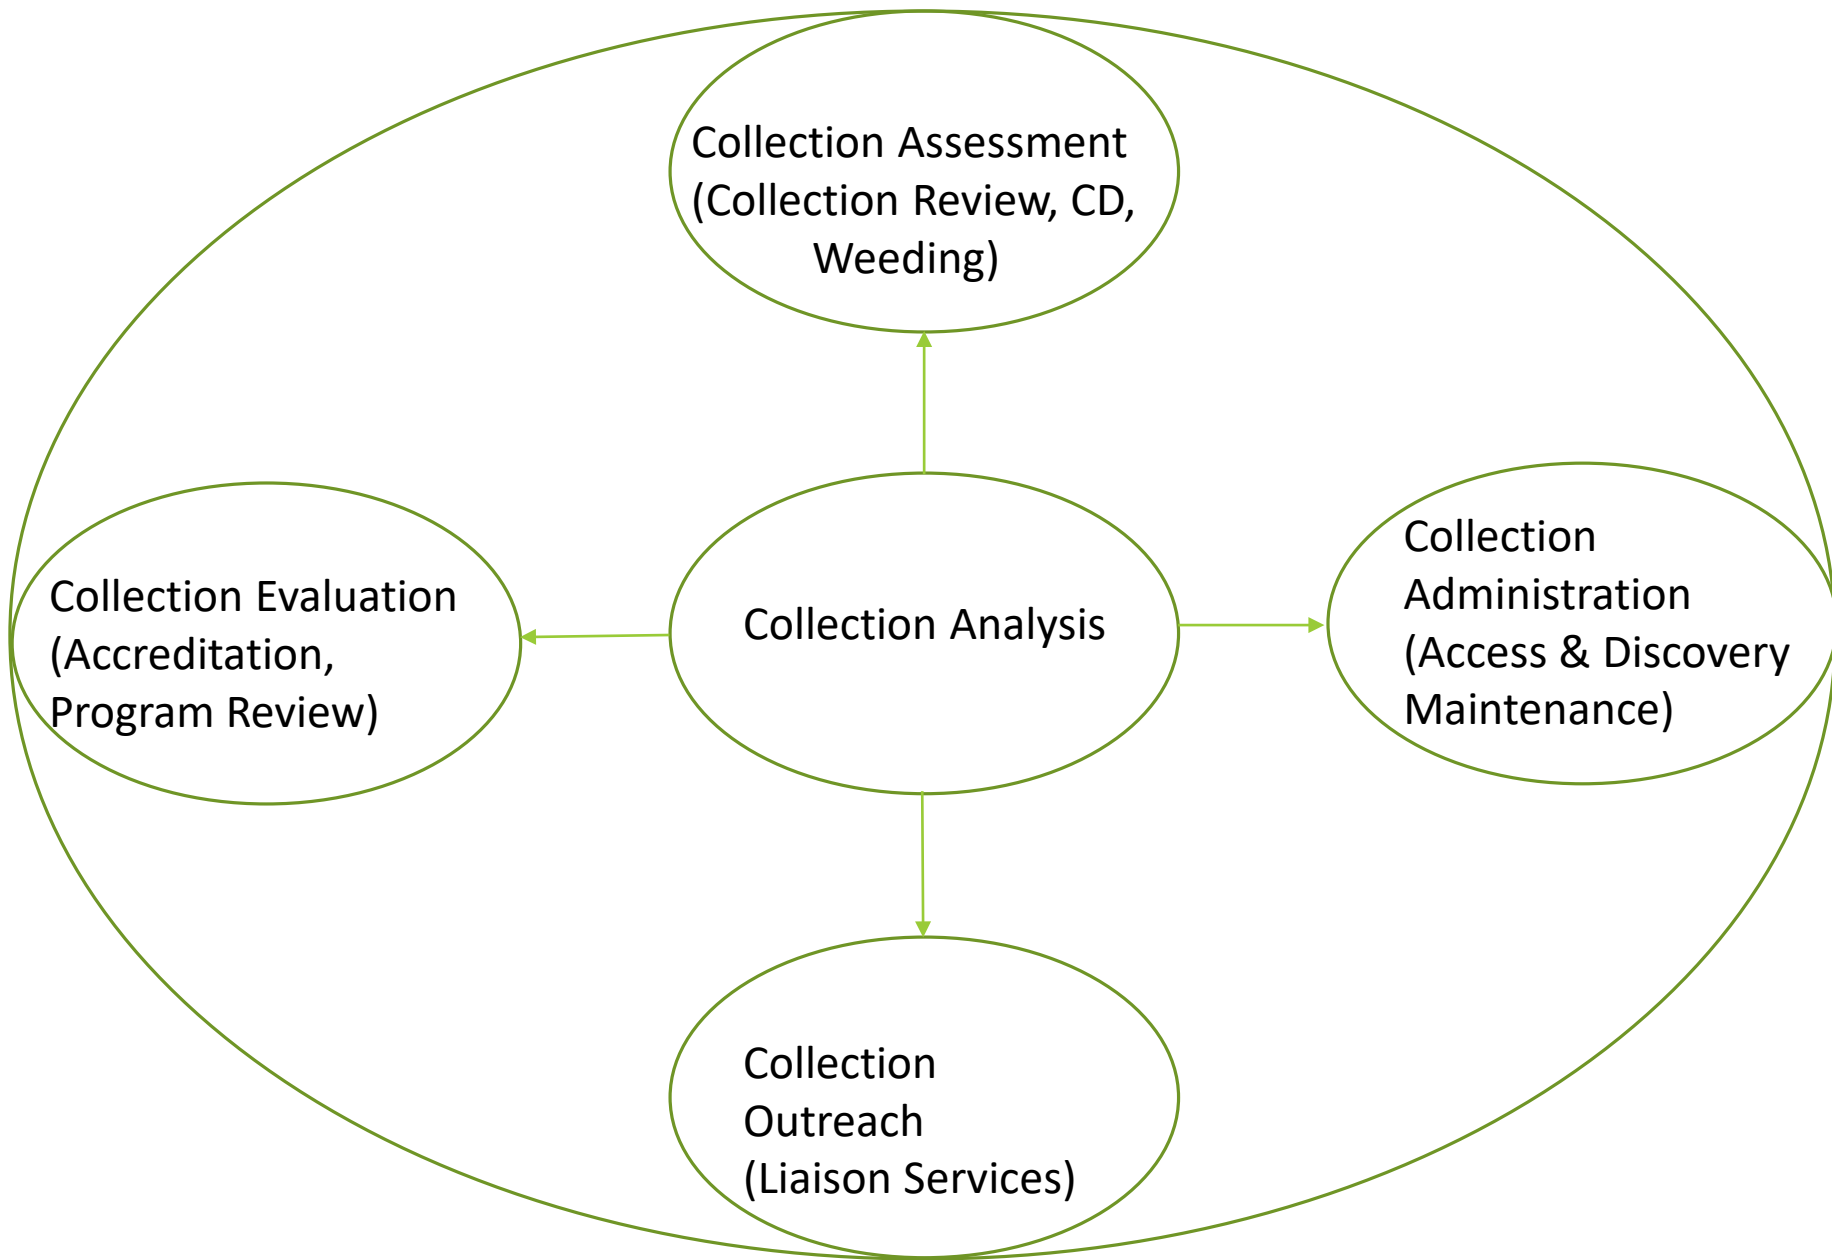 Collection Assessment
(Collection Review, CD,
Weeding)
Collection Evaluation
(Accreditation,
Program Review)
Collection Analysis
Collection
Administration
(Access & Discovery
Maintenance)
Collection
Outreach
(Liaison Services)